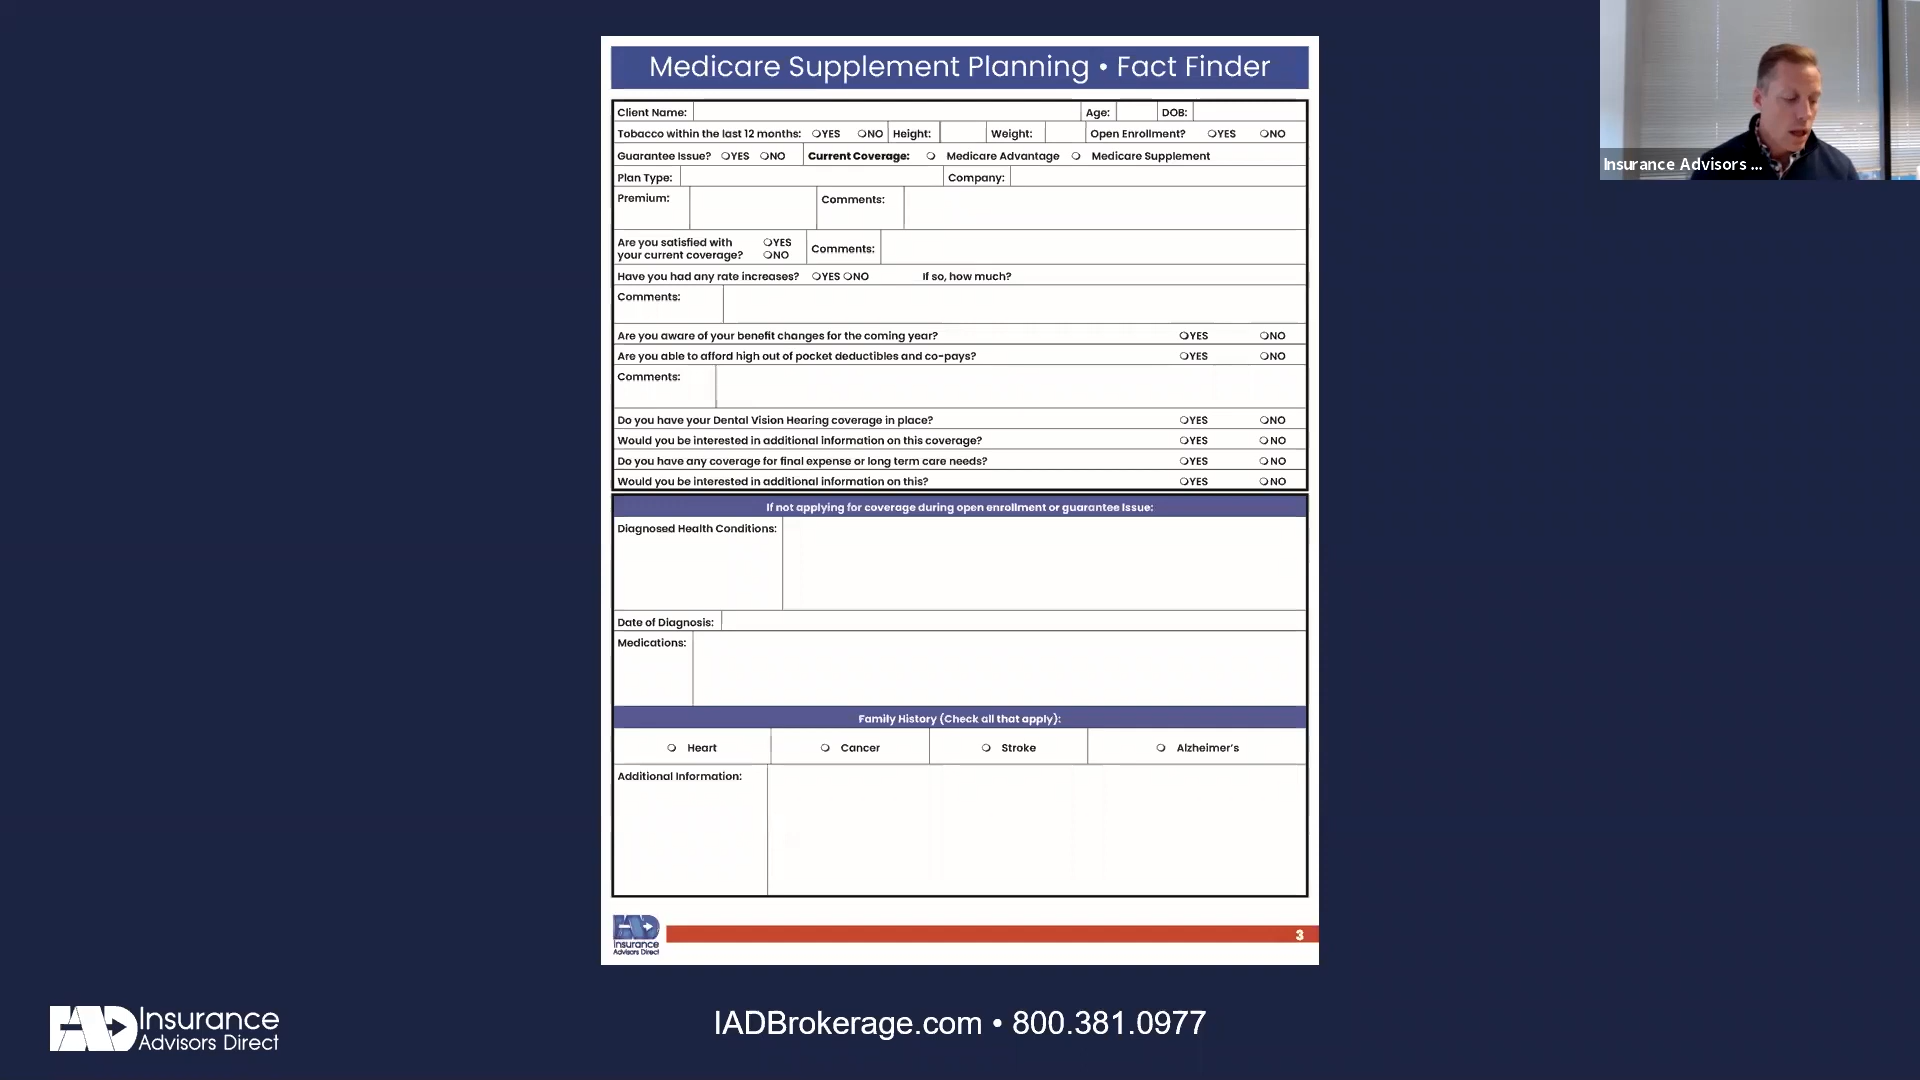 Medicare Supplement Planning • Fact Finder
Client Name: Age: DOB:
Tobacco within the last 12 months: YES NO Height: Weight: Open Enrollment? YES NO
Guarantee Issue? YES NO Current Coverage: Medicare Advantage Medicare Supplement
Plan Type: Company:
Premium: Comments:
Are you satisfied with your current coverage? YES NO Comments:
Have you had any rate increases? YES NO If so, how much?
Comments:
Are you aware of your benefit changes for the coming year? YES NO
Are you able to afford high out of pocket deductibles and co-pays? YES NO
Comments:
Do you have your Dental Vision Hearing coverage in place? YES NO
Would you be interested in additional information on this coverage? YES NO
Do you have any coverage for final expense or long term care needs? YES NO
Would you be interested in additional information on this? YES NO
If not applying for coverage during open enrollment or guarantee Issue:
Diagnosed Health Conditions:
Date of Diagnosis:
Medications:
Family History (Check all that apply):
Heart Cancer Stroke Alzheimer's
Additional Information:
IAD
Insurance
Advisors Direct
3
Insurance Advisors ...
IAD Insurance
Advisors Direct
IADBrokerage.com • 800.381.0977